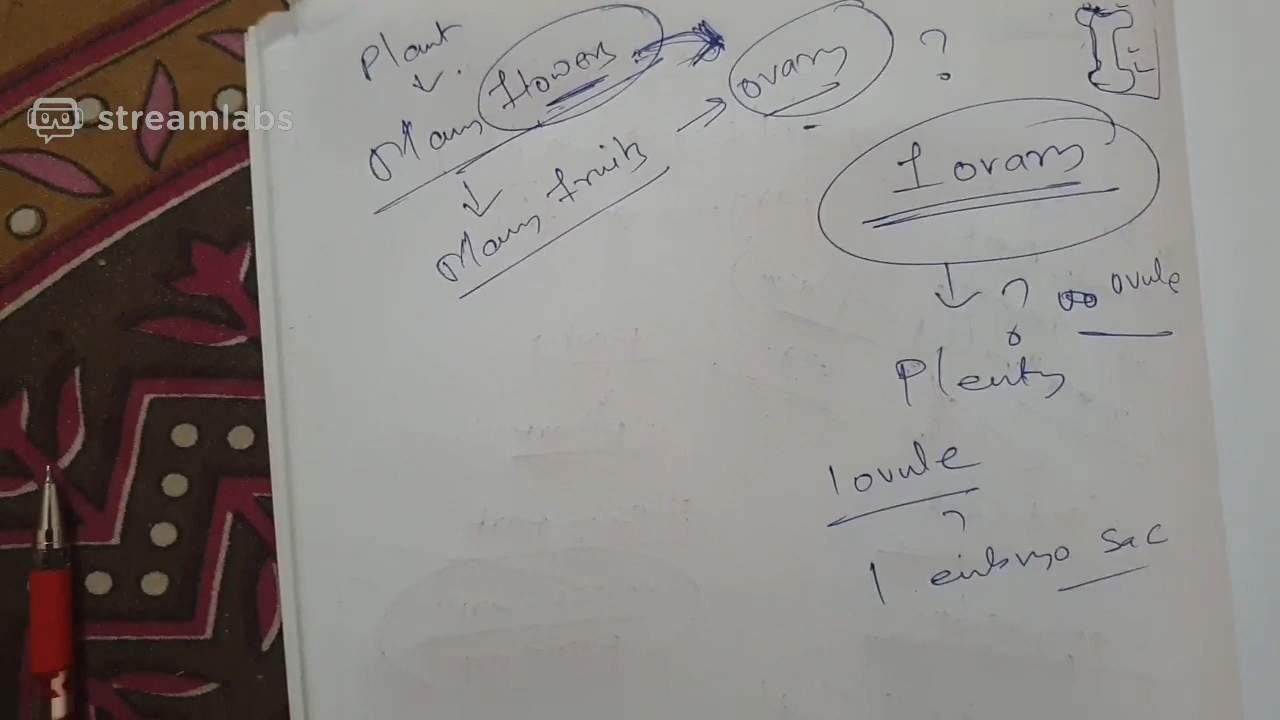 Plant
↓
Many flowers → ovary ?
↓
Many fruits →
streamlabs
1 ovary
↓ ? ovule
Plenty
1 ovule
?
1 embryo sac